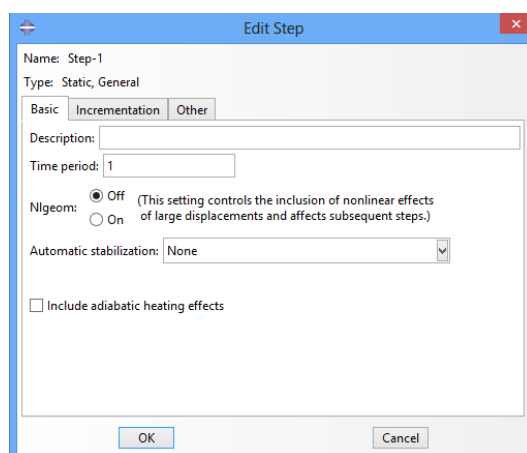 Edit Step
Name: Step-1
Type: Static, General
Basic Incrementation Other
Description:
Time period: 1
Nlgeom: Off (This setting controls the inclusion of nonlinear effects
On of large displacements and affects subsequent steps.)
Automatic stabilization: None
Include adiabatic heating effects
OK Cancel